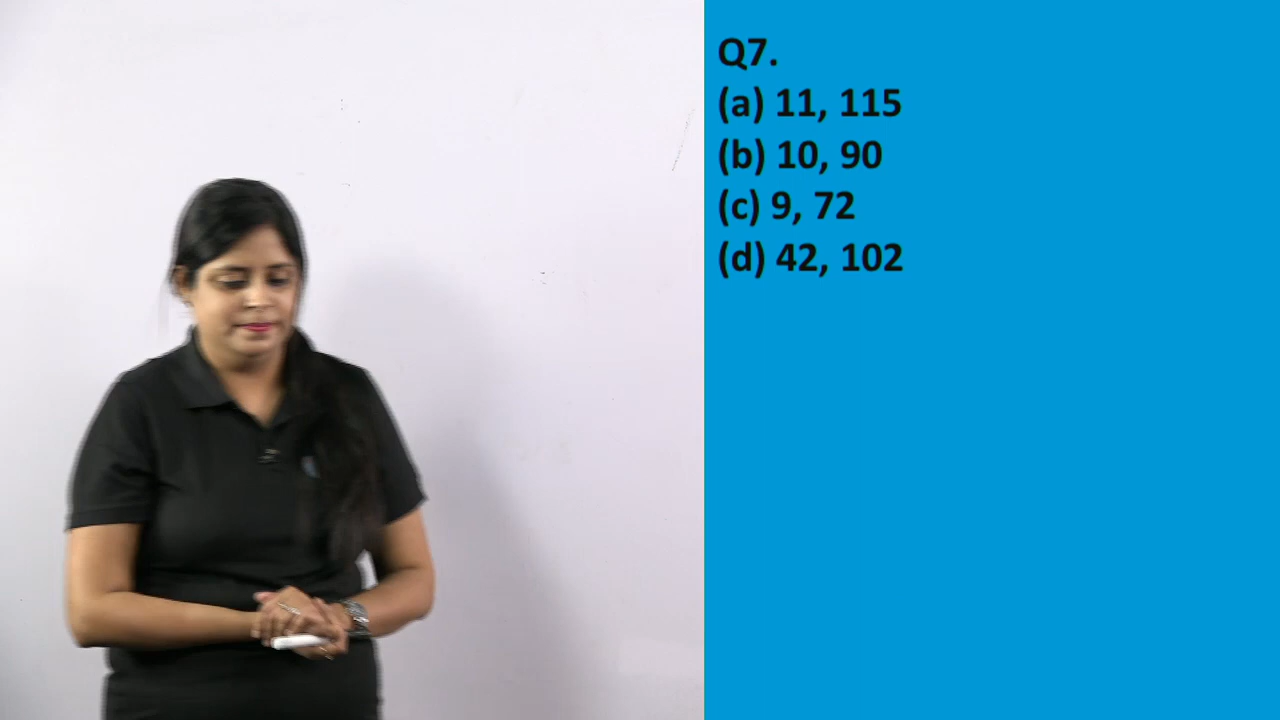 Q7.
(a) 11, 115
(b) 10, 90
(c) 9, 72
(d) 42, 102